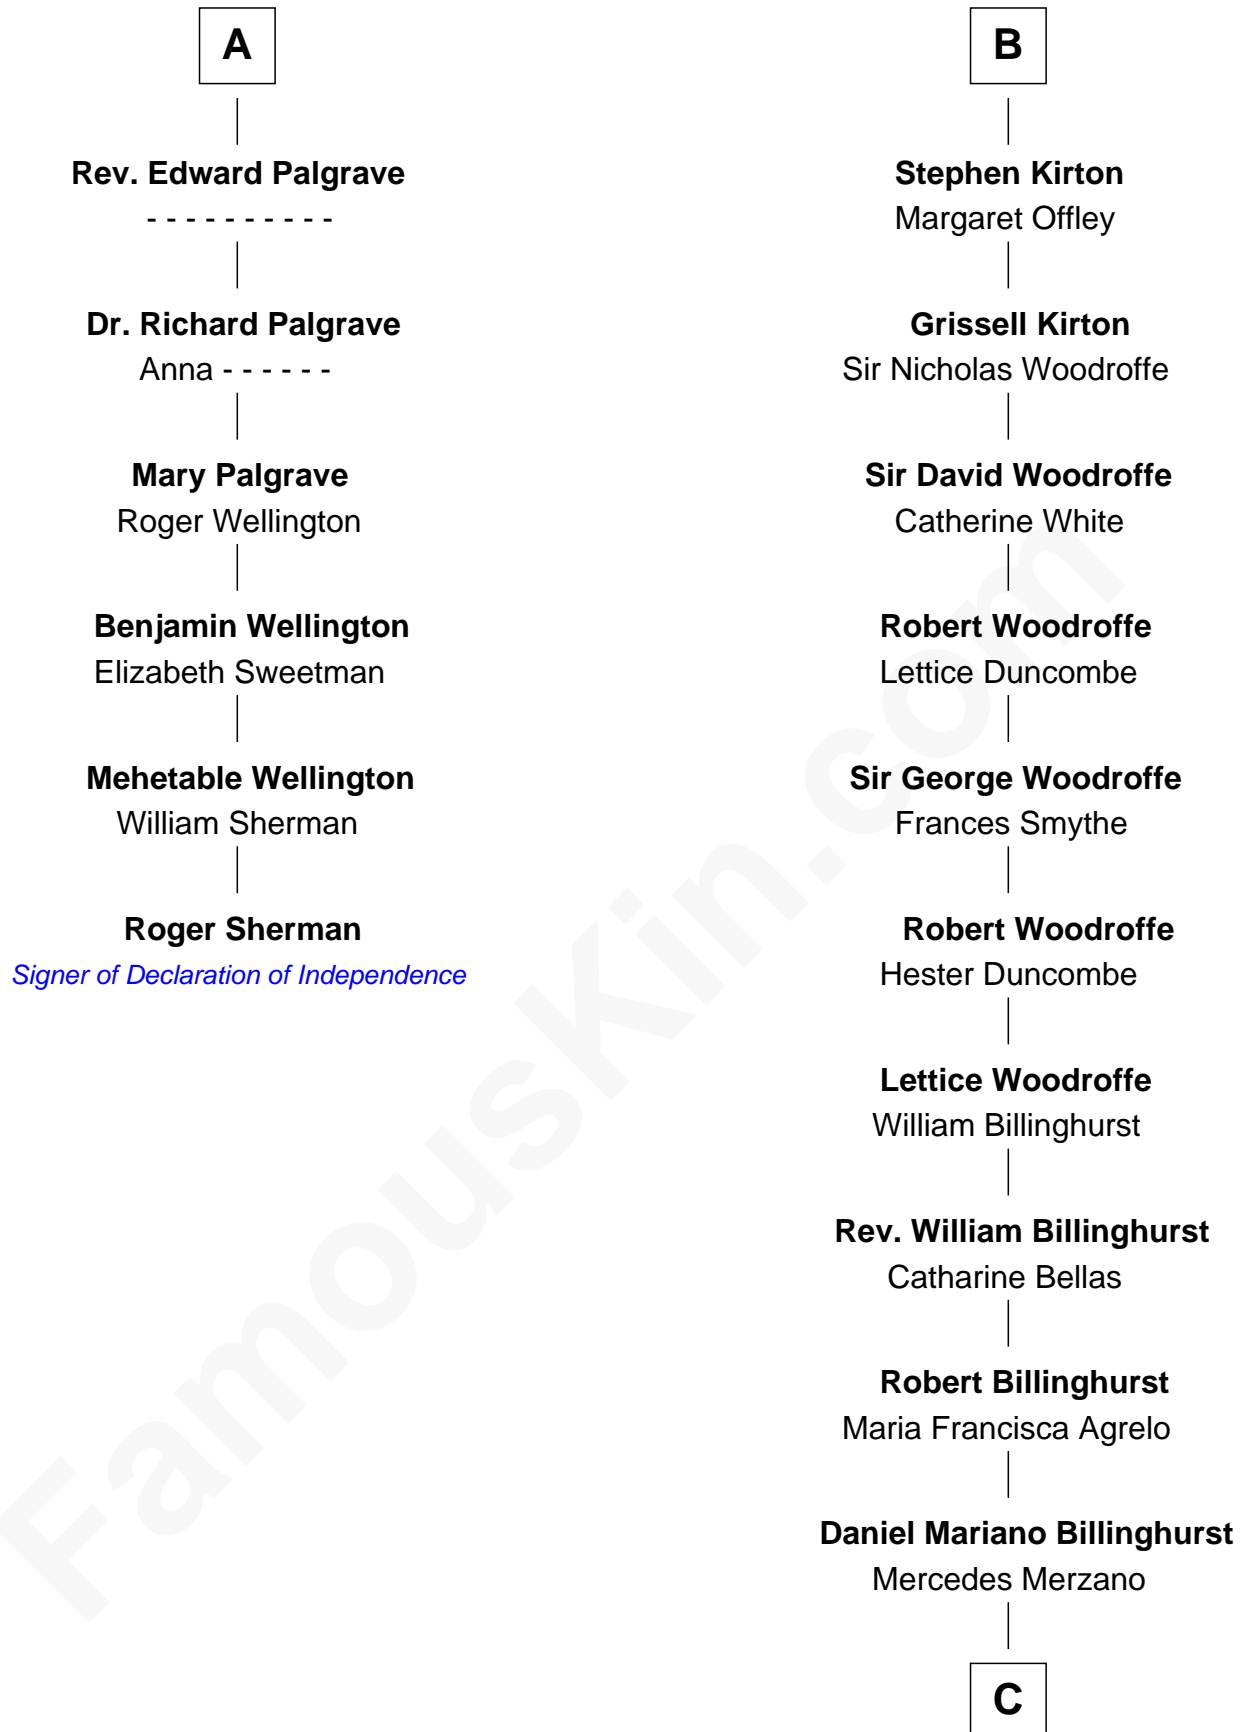 A
Rev. Edward Palgrave
- - - - - - - - - -
Dr. Richard Palgrave
Anna - - - - - -
Mary Palgrave
Roger Wellington
Benjamin Wellington
Elizabeth Sweetman
Mehetable Wellington
William Sherman
Roger Sherman
Signer of Declaration of Independence
B
Stephen Kirton
Margaret Offley
Grissell Kirton
Sir Nicholas Woodroffe
Sir David Woodroffe
Catherine White
Robert Woodroffe
Lettice Duncombe
Sir George Woodroffe
Frances Smythe
Robert Woodroffe
Hester Duncombe
Lettice Woodroffe
William Billinghurst
Rev. William Billinghurst
Catharine Bellas
Robert Billinghurst
Maria Francisca Agrelo
Daniel Mariano Billinghurst
Mercedes Merzano
C
FamousKin.com